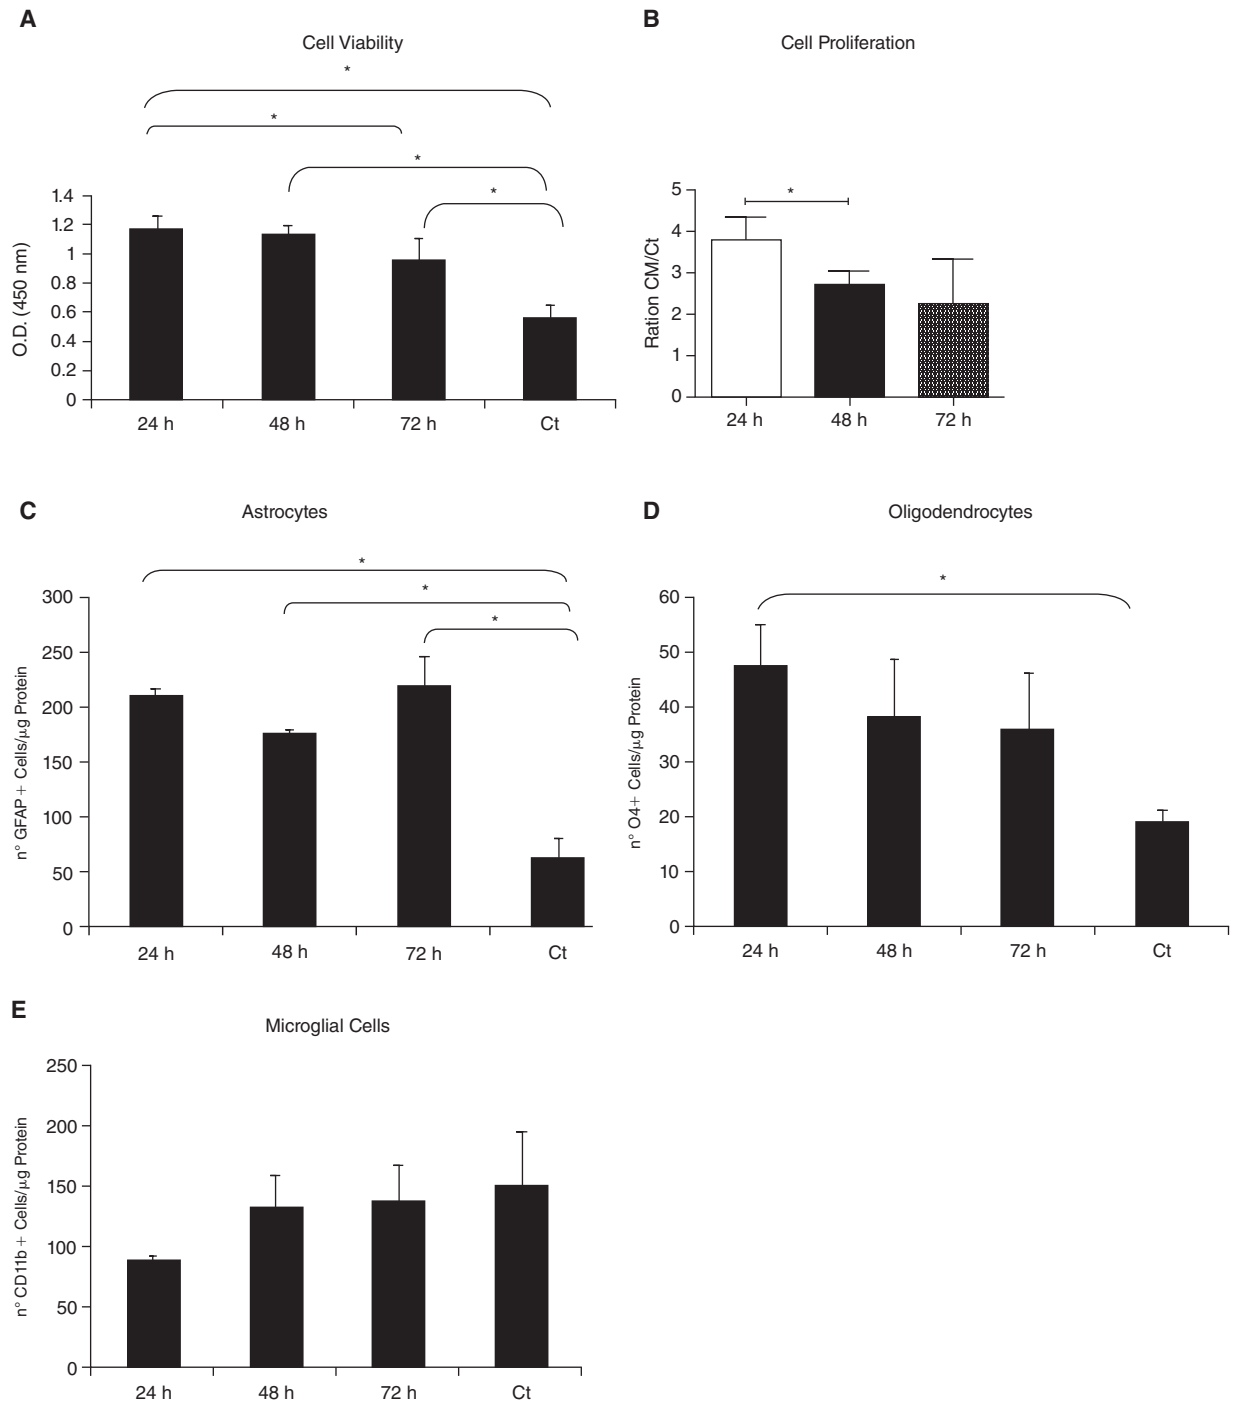 A
Cell Viability
*
*
*
*
1.4
1.2
1
0.8
0.6
0.4
0.2
0
O.D. (450 nm)
24 h
48 h
72 h
Ct
B
Cell Proliferation
*
5
4
3
2
1
0
Ration CM/Ct
24 h
48 h
72 h
C
Astrocytes
*
*
*
300
250
200
150
100
50
0
n° GFAP + Cells/μg Protein
24 h
48 h
72 h
Ct
D
Oligodendrocytes
*
60
50
40
30
20
10
0
n° O4+ Cells/μg Protein
24 h
48 h
72 h
Ct
E
Microglial Cells
250
200
150
100
50
0
n° CD11b + Cells/μg Protein
24 h
48 h
72 h
Ct